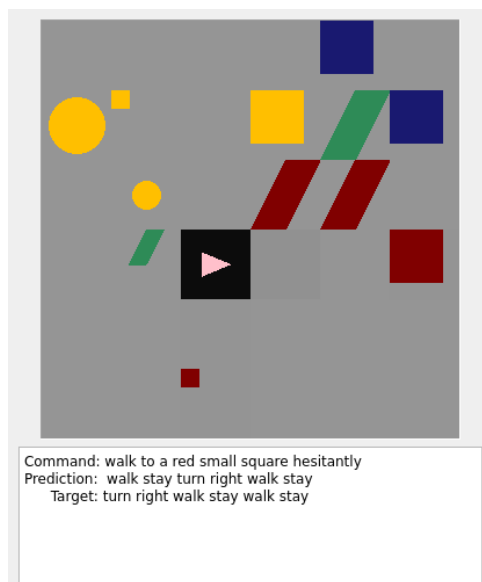 Command: walk to a red small square hesitantly
Prediction:  walk stay turn right walk stay
Target: turn right walk stay walk stay